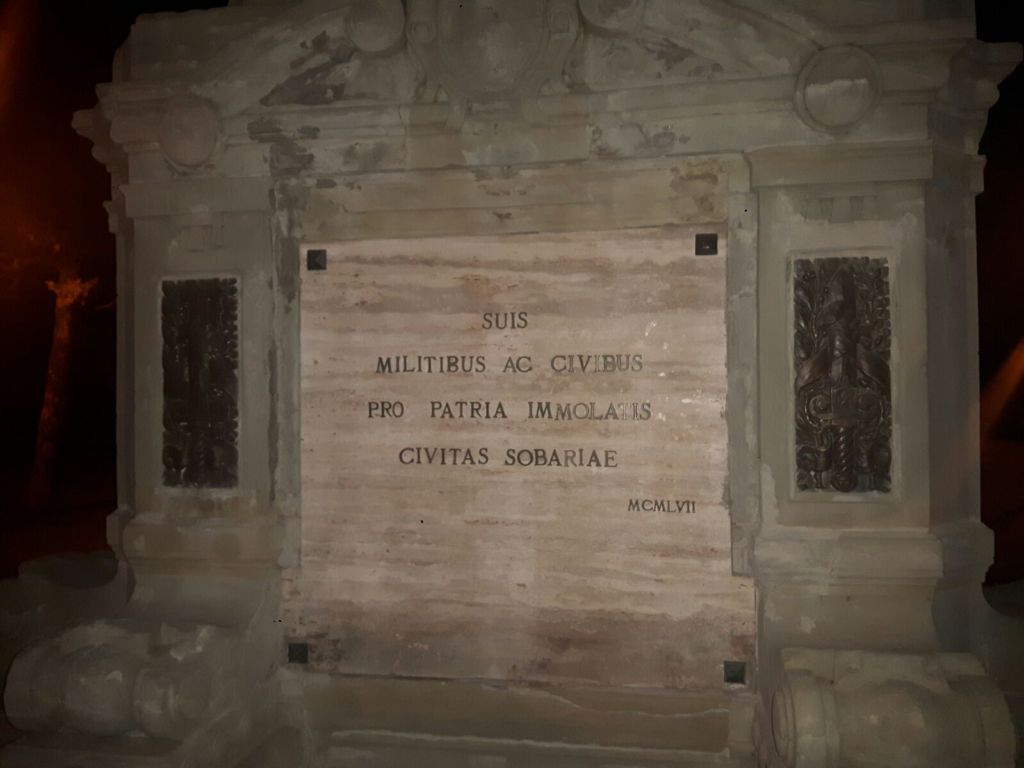 SUIS
MILITIBUS AC CIVIBUS
PRO PATRIA IMMOLATIS
CIVITAS SOBARIAE
MCMLVII